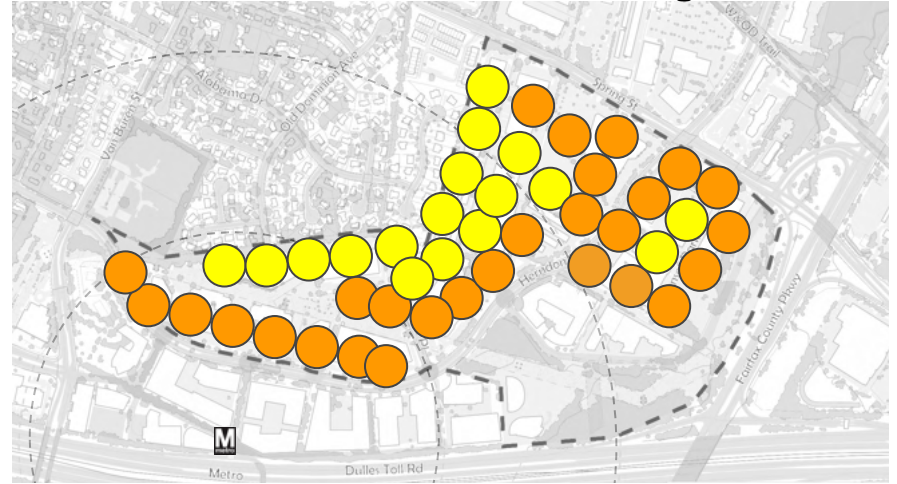 W&OD Trail
Spring St
Alabama Dr
Old Dominion Ave
Van Buren St
Herndon
Fairfax County Pkwy
M
metro
Metro
Dulles Toll Rd